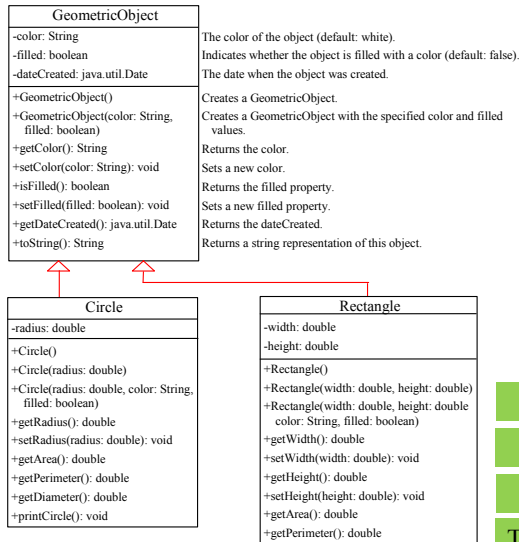 GeometricObject
-color: String
The color of the object (default: white).
-filled: boolean
Indicates whether the object is filled with a color (default: false).
-dateCreated: java.util.Date
The date when the object was created.
+GeometricObject()
Creates a GeometricObject.
+GeometricObject(color: String,
filled: boolean)
Creates a GeometricObject with the specified color and filled
values.
+getColor(): String
Returns the color.
+setColor(color: String): void
Sets a new color.
+isFilled(): boolean
Returns the filled property.
+setFilled(filled: boolean): void
Sets a new filled property.
+getDateCreated(): java.util.Date
Returns the dateCreated.
+toString(): String
Returns a string representation of this object.
Circle
-radius: double
+Circle()
+Circle(radius: double)
+Circle(radius: double, color: String,
filled: boolean)
+getRadius(): double
+setRadius(radius: double): void
+getArea(): double
+getPerimeter(): double
+getDiameter(): double
+printCircle(): void
Rectangle
-width: double
-height: double
+Rectangle()
+Rectangle(width: double, height: double)
+Rectangle(width: double, height: double
color: String, filled: boolean)
+getWidth(): double
+setWidth(width: double): void
+getHeight(): double
+setHeight(height: double): void
+getArea(): double
+getPerimeter(): double
T